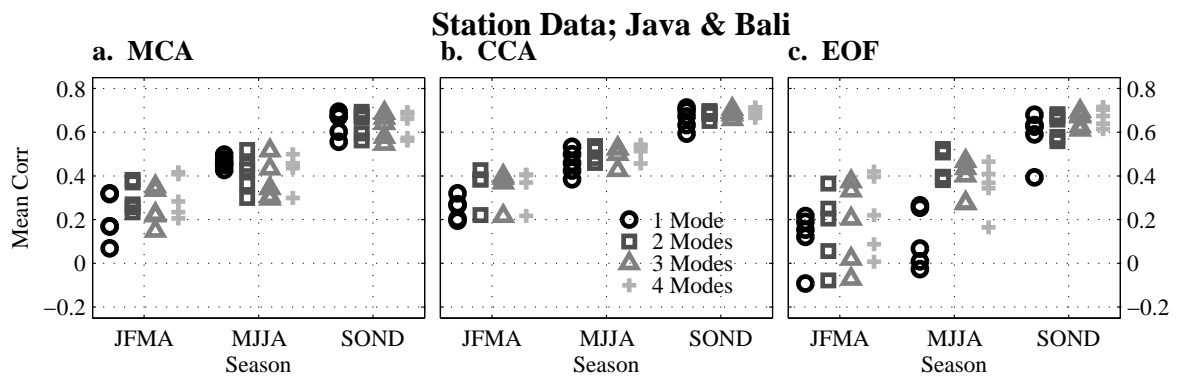 Station Data; Java & Bali
a. MCA
b. CCA
c. EOF
0.8
0.6
0.4
0.2
0
−0.2
Mean Corr
JFMA
MJJA
SOND
Season
1 Mode
2 Modes
3 Modes
4 Modes
JFMA
MJJA
SOND
Season
0.8
0.6
0.4
0.2
0
−0.2
JFMA
MJJA
SOND
Season